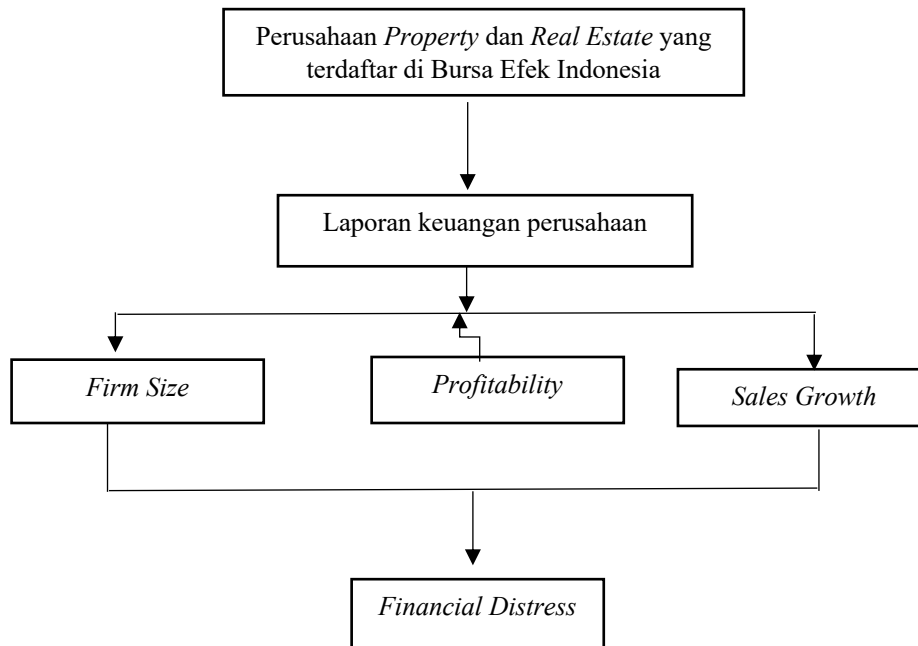 Perusahaan Property dan Real Estate yang
terdaftar di Bursa Efek Indonesia
Laporan keuangan perusahaan
Firm Size
Profitability
Sales Growth
Financial Distress